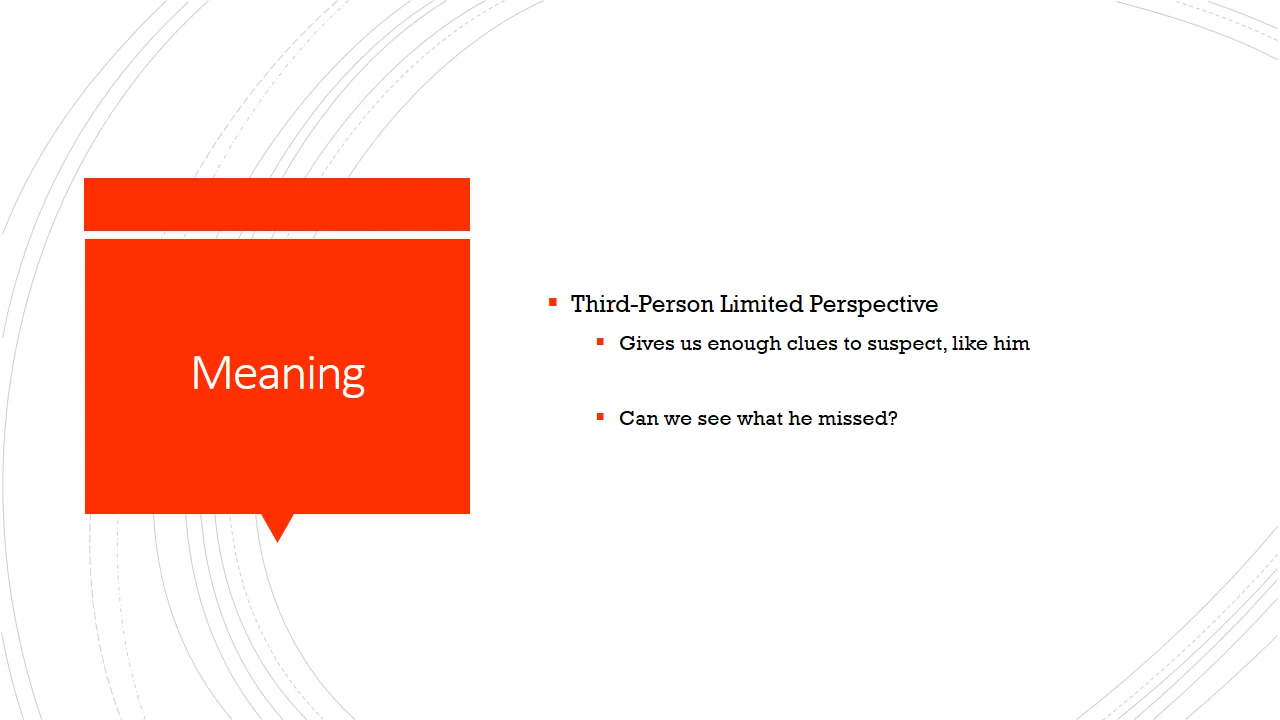 Meaning
Third-Person Limited Perspective
Gives us enough clues to suspect, like him
Can we see what he missed?